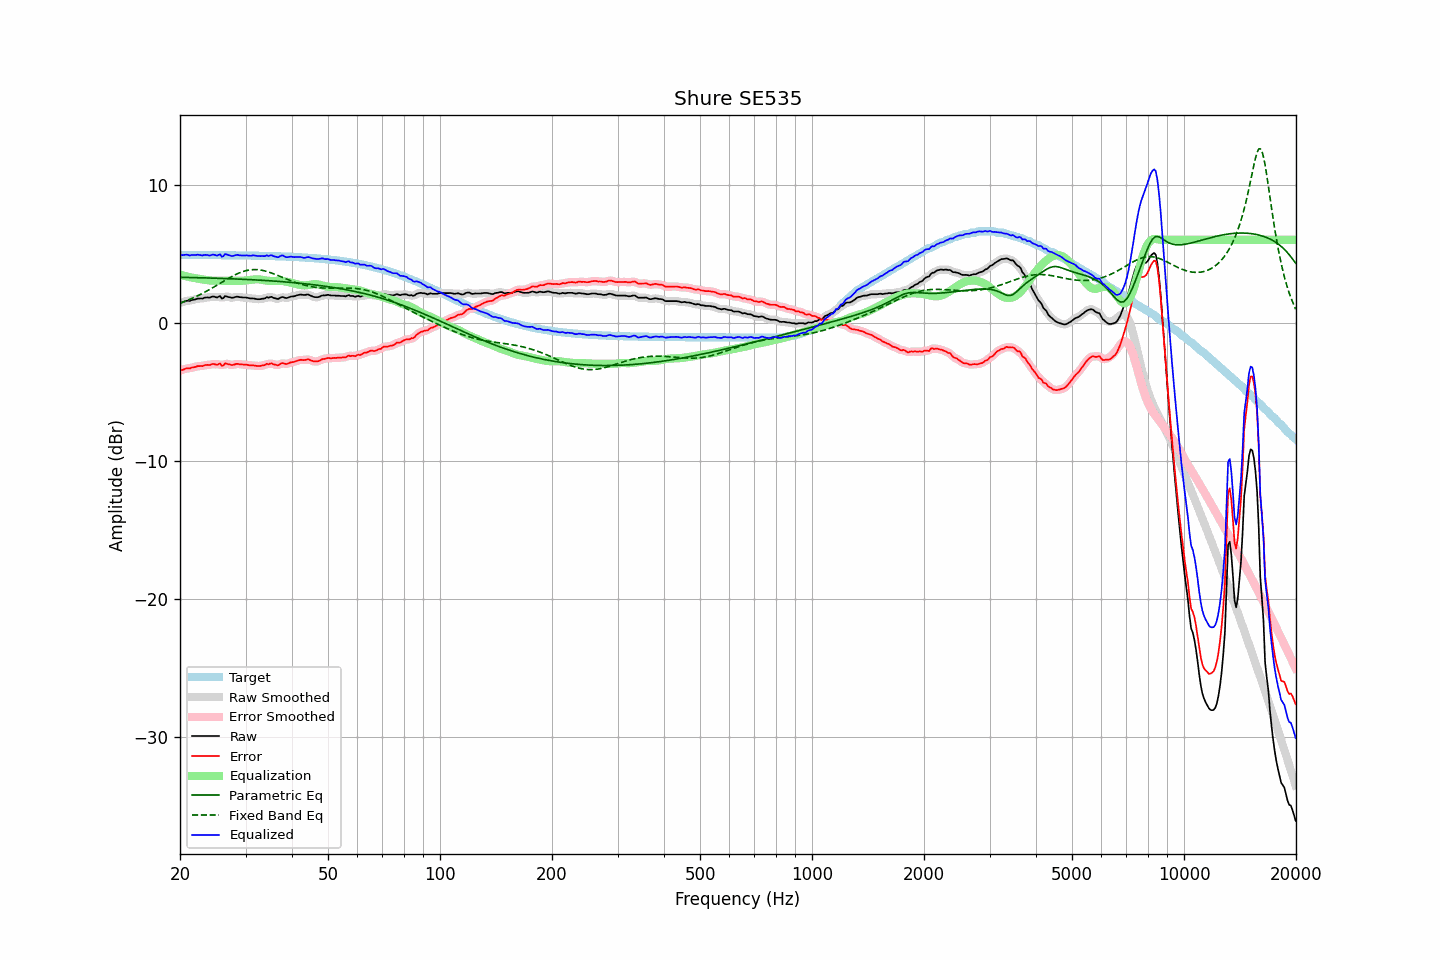 Shure SE535
Amplitude (dBr)
10
0
−10
−20
−30
Target
Raw Smoothed
Error Smoothed
Raw
Error
Equalization
Parametric Eq
Fixed Band Eq
Equalized
20 50 100 200 500 1000 2000 5000 10000 20000
Frequency (Hz)